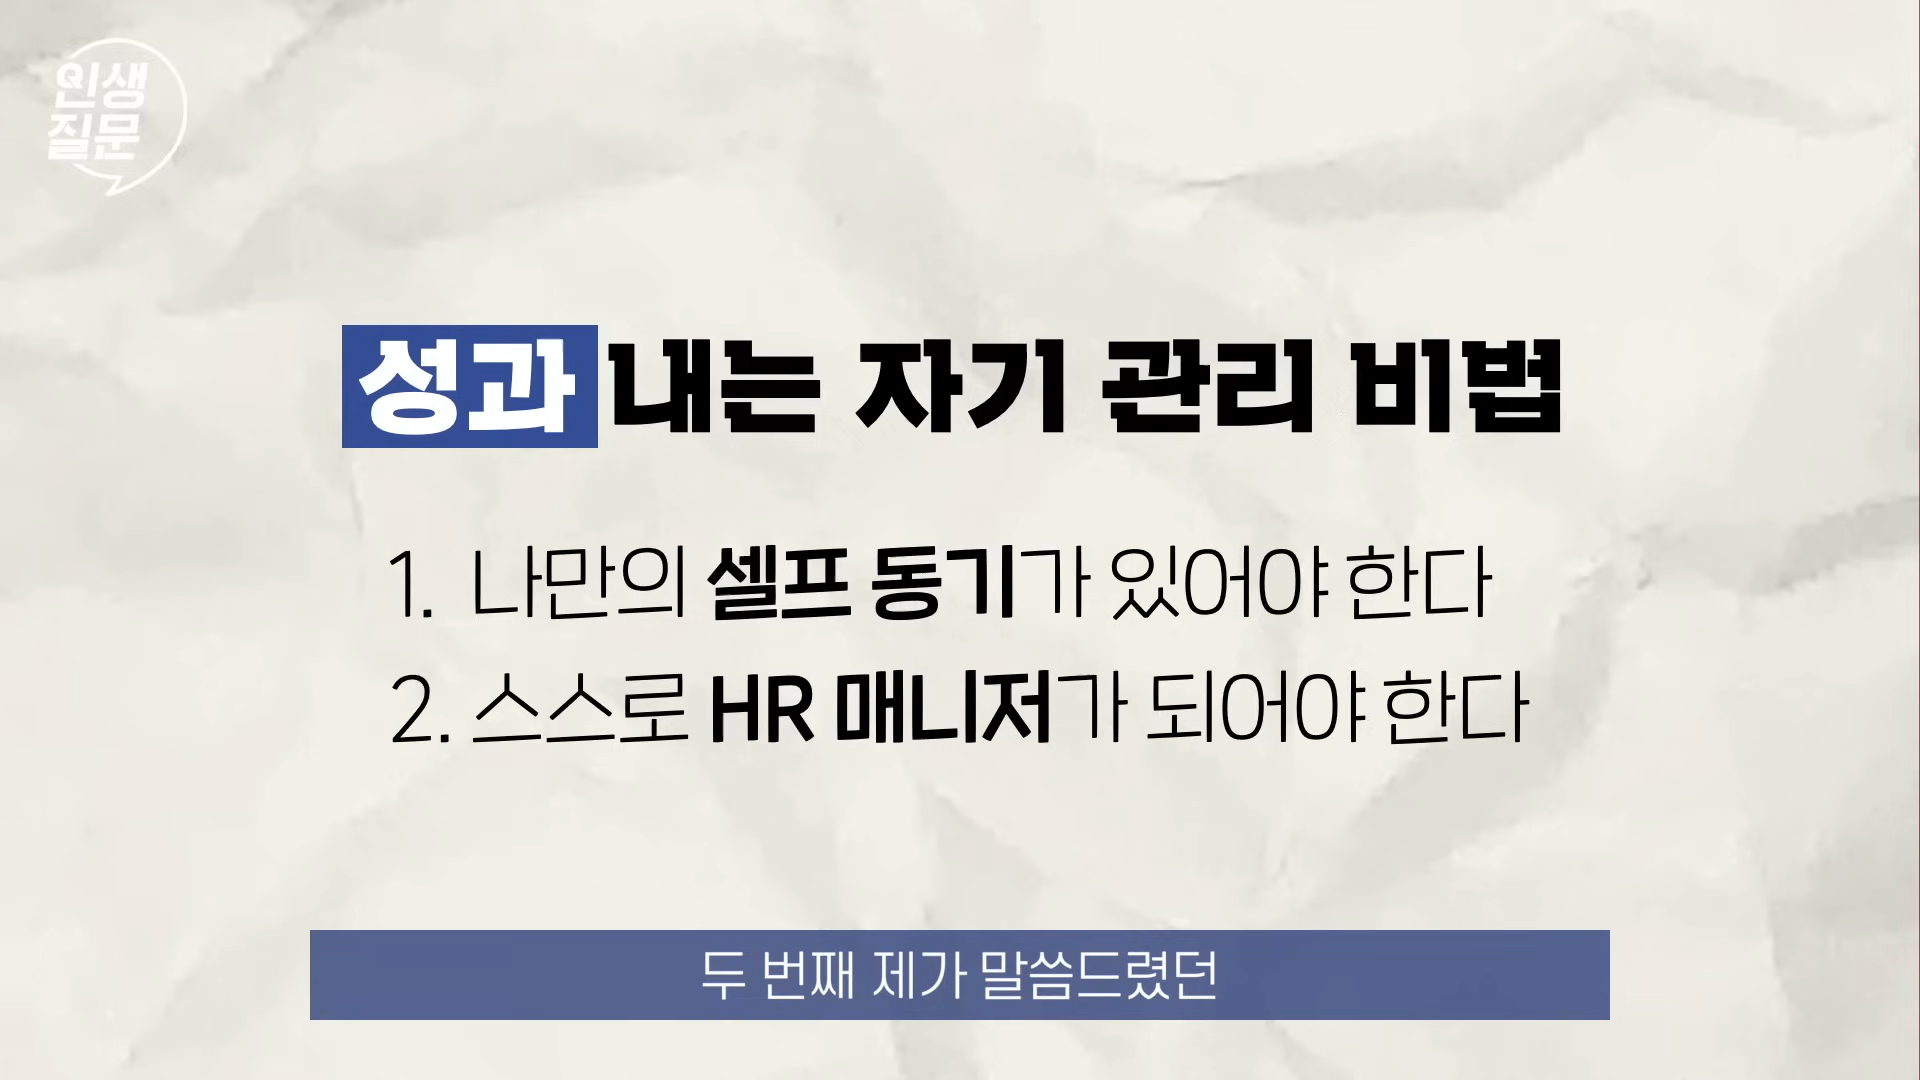 인생
질문
성과 내는 자기 관리 비법
1. 나만의 셀프 동기가 있어야 한다
2. 스스로 HR 매니저가 되어야 한다
두 번째 제가 말씀드렸던